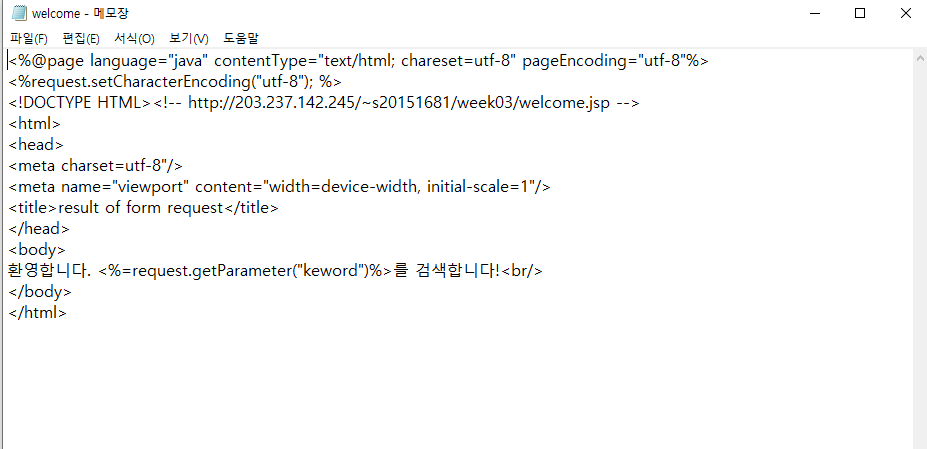 welcome - 메모장
파일(F) 편집(E) 서식(O) 보기(V) 도움말
<%@page language="java" contentType="text/html; chareset=utf-8" pageEncoding="utf-8"%>
<%request.setCharacterEncoding("utf-8"); %>
<!DOCTYPE HTML><!-- http://203.237.142.245/~s20151681/week03/welcome.jsp -->
<html>
<head>
<meta charset=utf-8"/>
<meta name="viewport" content="width=device-width, initial-scale=1"/>
<title>result of form request</title>
</head>
<body>
환영합니다. <%=request.getParameter("keword")%>를 검색합니다!<br/>
</body>
</html>